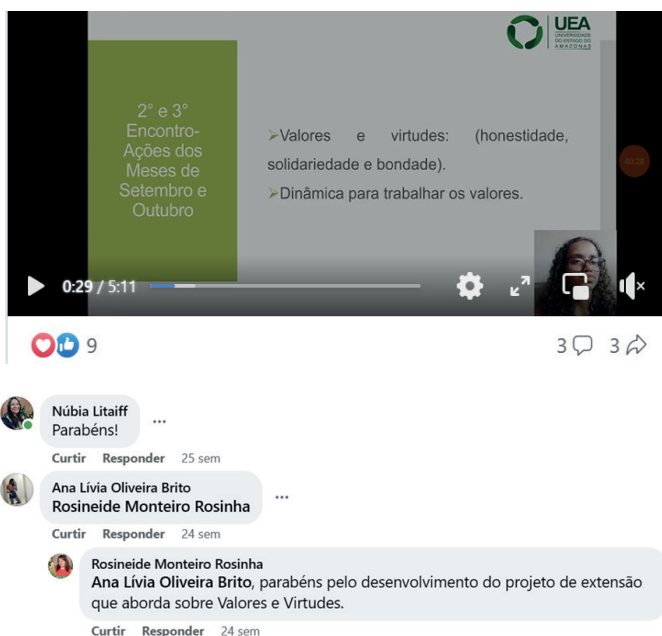 UEA
UNIVERSIDADE
DO ESTADO DO
AMAZONAS
2° e 3°
Encontro-
Ações dos
Meses de
Setembro e
Outubro
➢Valores e virtudes: (honestidade,
solidariedade e bondade).
➢Dinâmica para trabalhar os valores.
00:28
0:29 / 5:11
9
3 3
Núbia Litaiff
Parabéns!
Curtir Responder 25 sem
Ana Lívia Oliveira Brito
Rosineide Monteiro Rosinha
Curtir Responder 24 sem
Rosineide Monteiro Rosinha
Ana Lívia Oliveira Brito, parabéns pelo desenvolvimento do projeto de extensão
que aborda sobre Valores e Virtudes.
Curtir Responder 24 sem